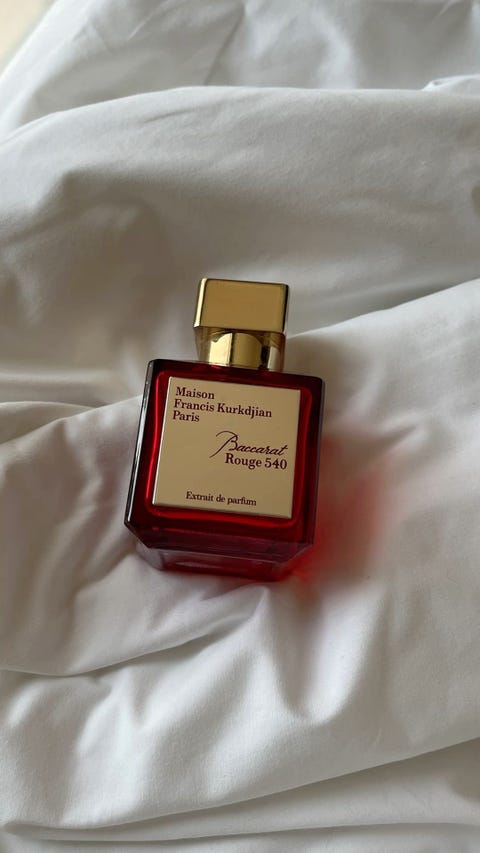 Maison
Francis Kurkdjian
Paris
Baccarat
Rouge 540
Extrait de parfum